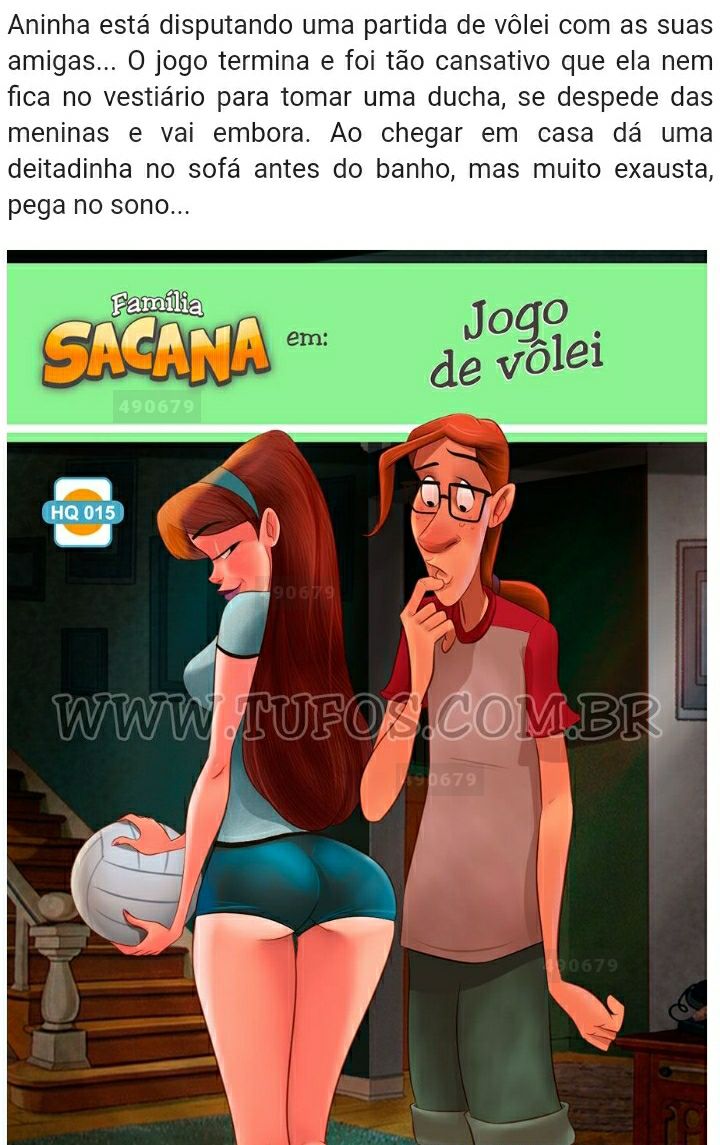 Aninha está disputando uma partida de vôlei com as suas
amigas... O jogo termina e foi tão cansativo que ela nem
fica no vestiário para tomar uma ducha, se despede das
meninas e vai embora. Ao chegar em casa dá uma
deitadinha no sofá antes do banho, mas muito exausta,
pega no sono...
Família
SACANA
em:
Jogo
de vôlei
490679
HQ 015
90679
WWW.TUFOS.COM.BR
490679
490679